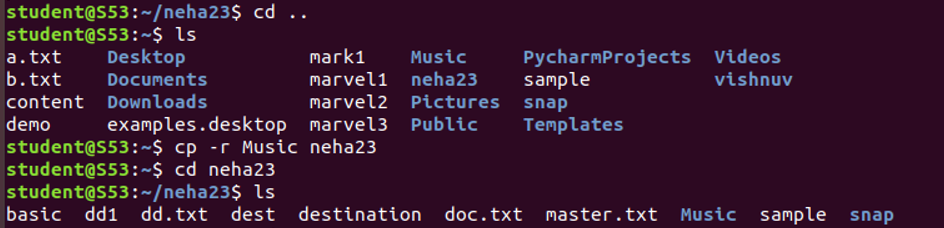 student@S53:~/neha23$ cd ..
student@S53:~$ ls
a.txt    Desktop           mark1    Music     PycharmProjects  Videos
b.txt    Documents         marvel1  neha23    sample           vishnuv
content  Downloads         marvel2  Pictures  snap
demo     examples.desktop  marvel3  Public    Templates
student@S53:~$ cp -r Music neha23
student@S53:~$ cd neha23
student@S53:~/neha23$ ls
basic  dd1  dd.txt  dest  destination  doc.txt  master.txt  Music  sample  snap